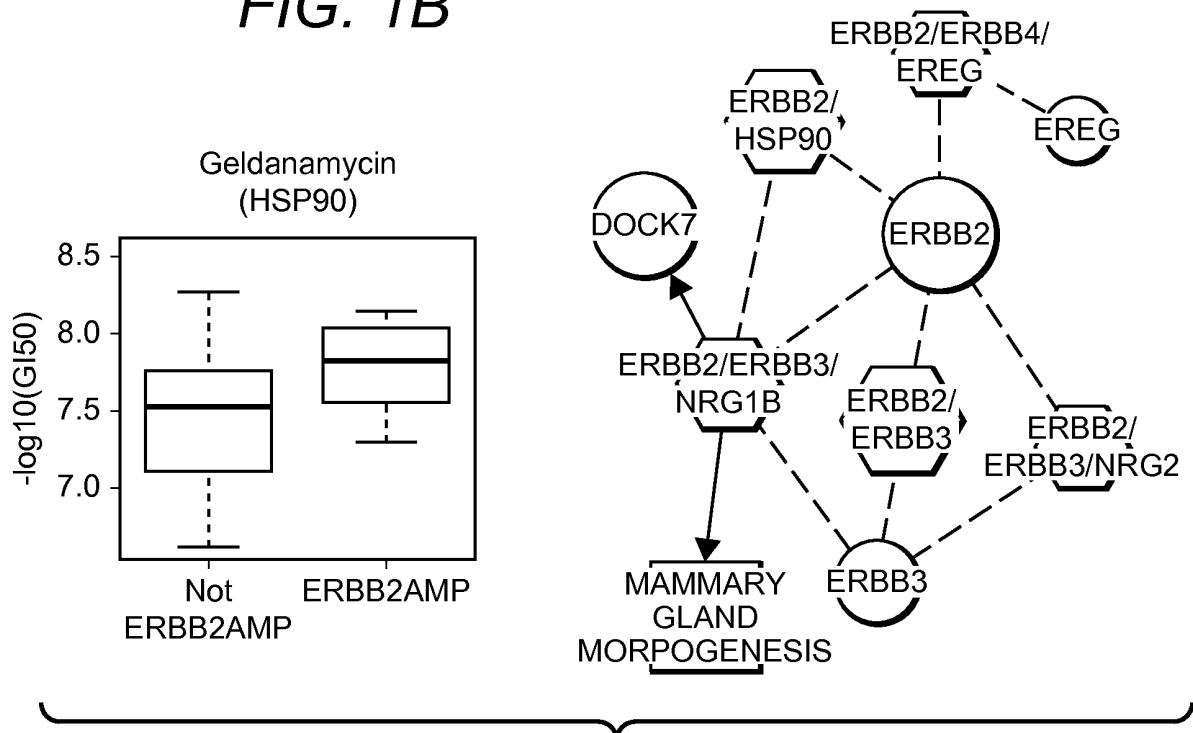 FIG. 1B
Geldanamycin
(HSP90)
-log10(GI50)
8.5
8.0
7.5
7.0
Not
ERBB2AMP
ERBB2AMP
ERBB2/ERBB4/
EREG
EREG
ERBB2/
HSP90
DOCK7
ERBB2
ERBB2/ERBB3/
NRG1B
ERBB2/
ERBB3
ERBB2/
ERBB3/NRG2
ERBB3
MAMMARY
GLAND
MORPOGENESIS